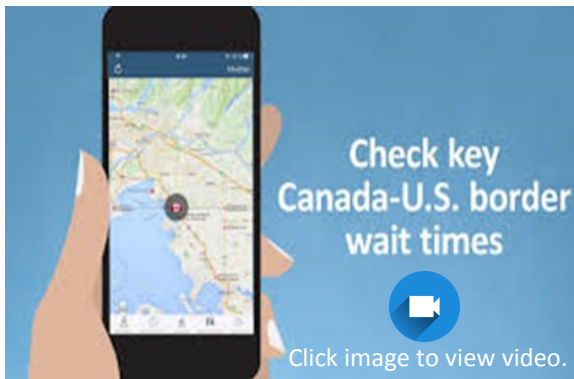 Check key
Canada-U.S. border
wait times
Click image to view video.